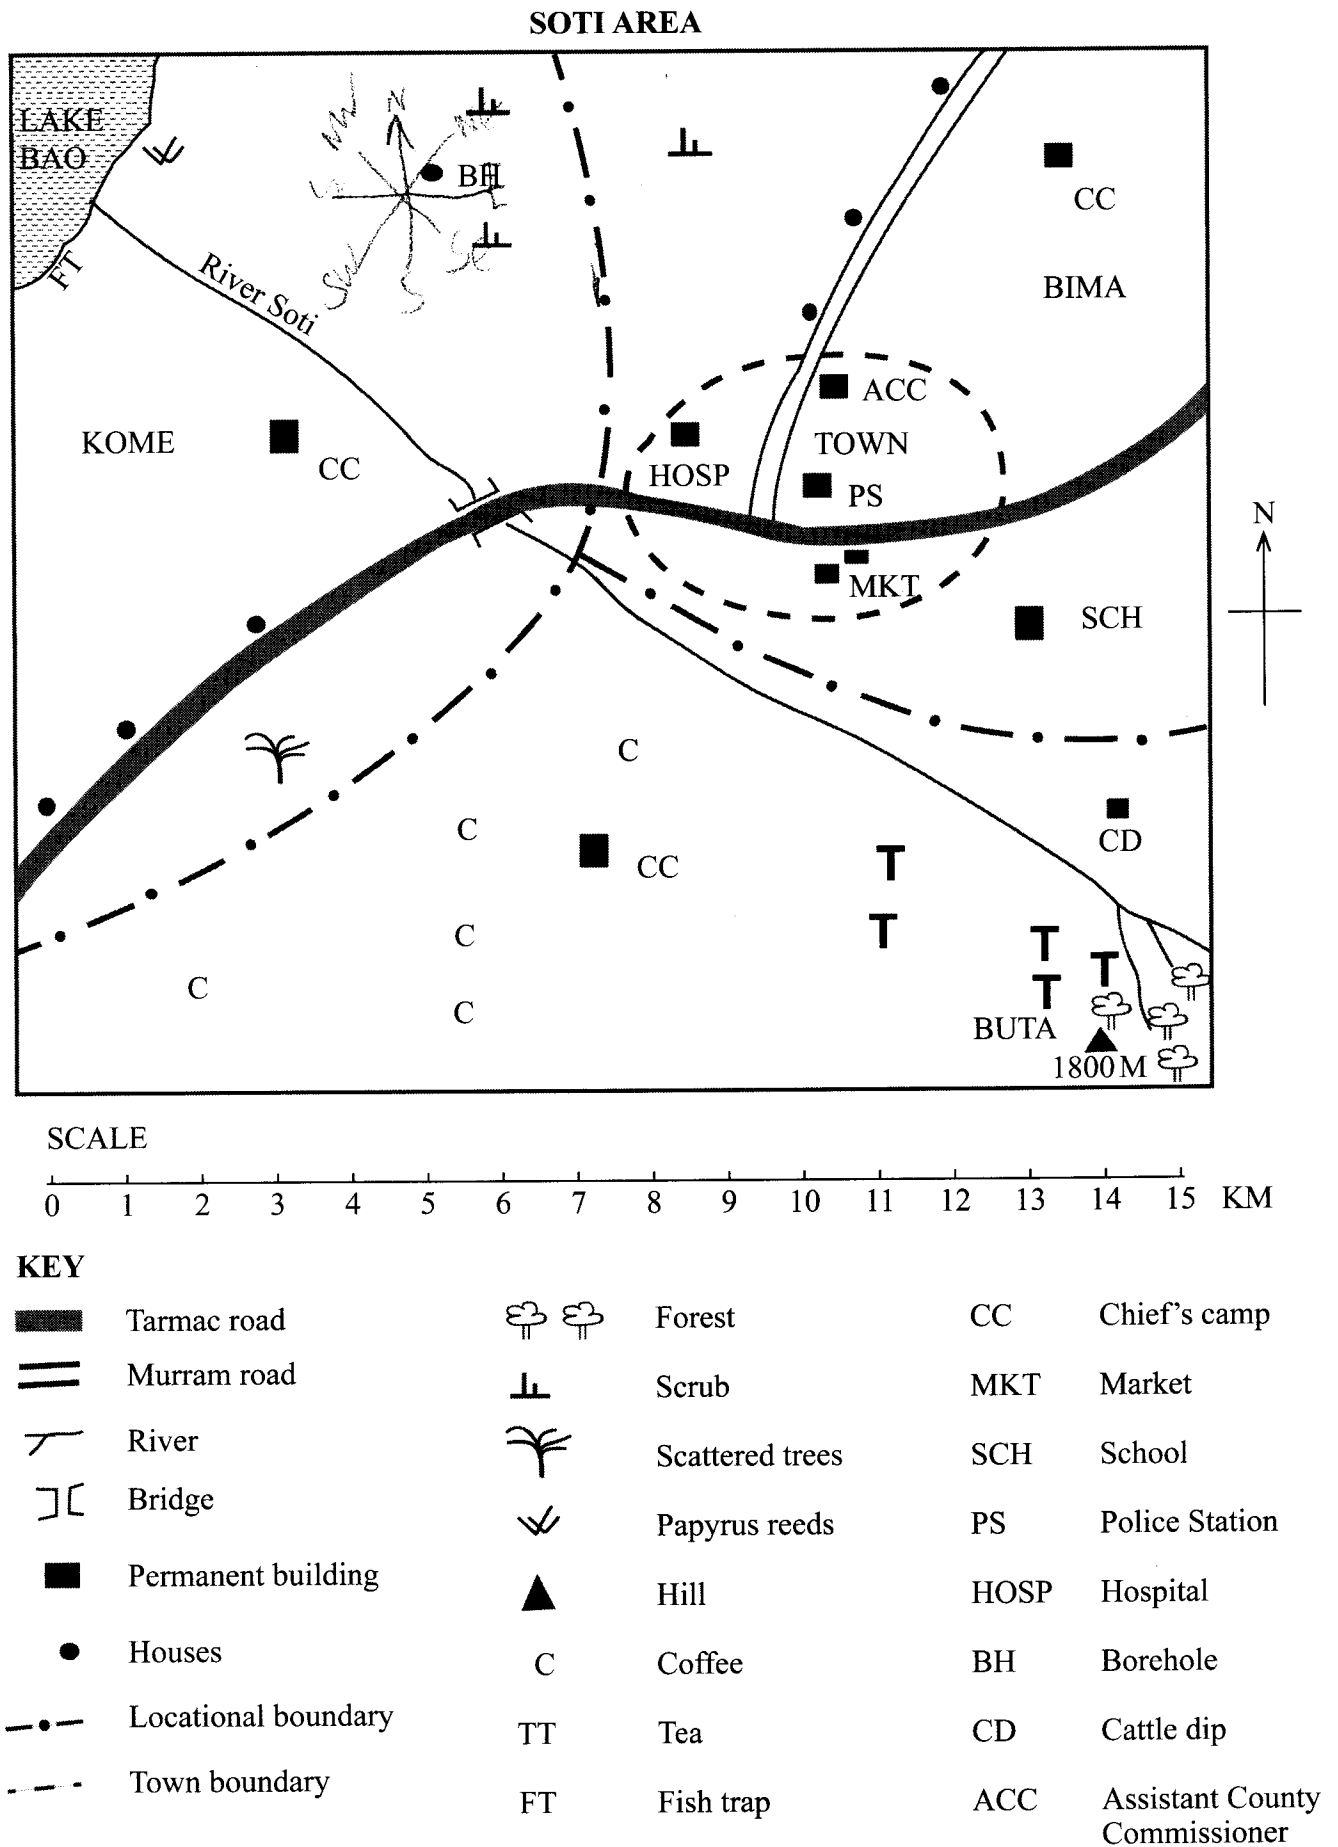 SOTI AREA
LAKE
BAO
FT
River Soti
N
NW
BH
E
SE
S
SW
CC
BIMA
KOME
CC
ACC
TOWN
HOSP
PS
MKT
SCH
N
C
C
CC
CD
T
T
C
C
C
T
T
T
BUTA
1800 M
SCALE
0 1 2 3 4 5 6 7 8 9 10 11 12 13 14 15 KM
KEY
Tarmac road
Murram road
River
Bridge
Permanent building
Houses
Locational boundary
Town boundary
Forest
Scrub
Scattered trees
Papyrus reeds
Hill
C Coffee
TT Tea
FT Fish trap
CC Chief's camp
MKT Market
SCH School
PS Police Station
HOSP Hospital
BH Borehole
CD Cattle dip
ACC Assistant County
Commissioner